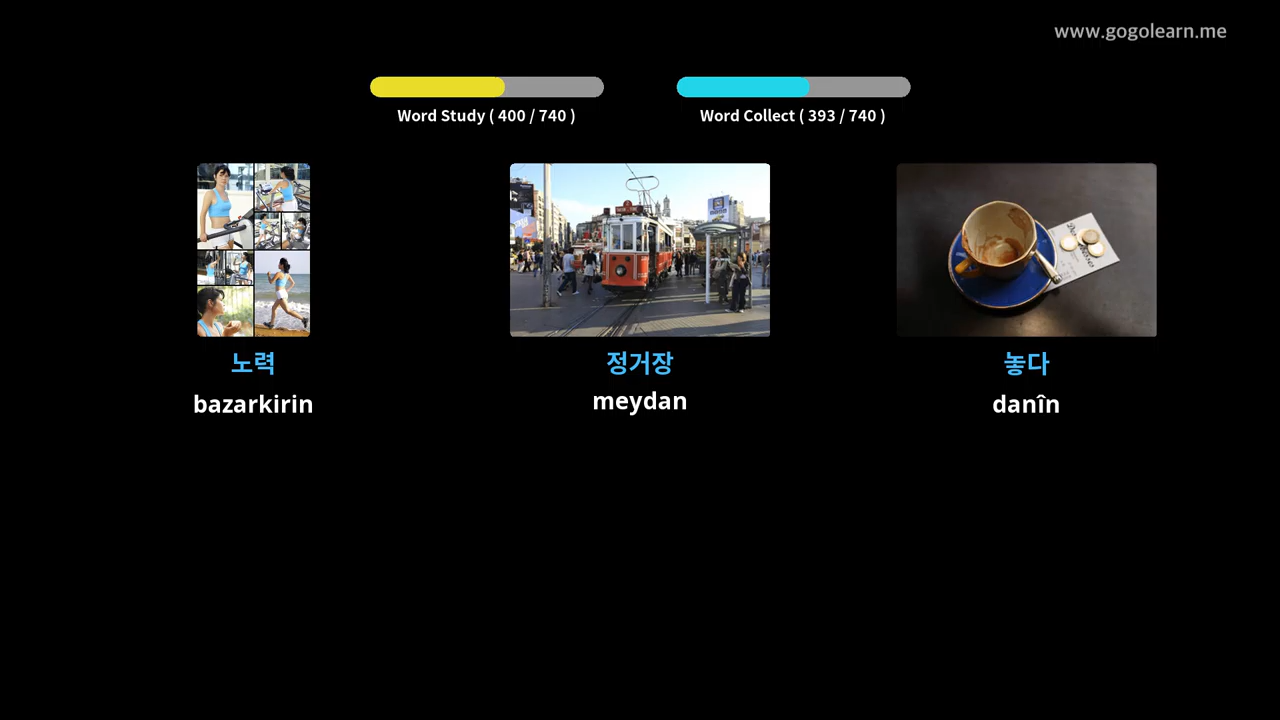 www.gogolearn.me
Word Study ( 400 / 740 )
Word Collect ( 393 / 740 )
노력
정거장
놓다
bazarkirin
meydan
danîn